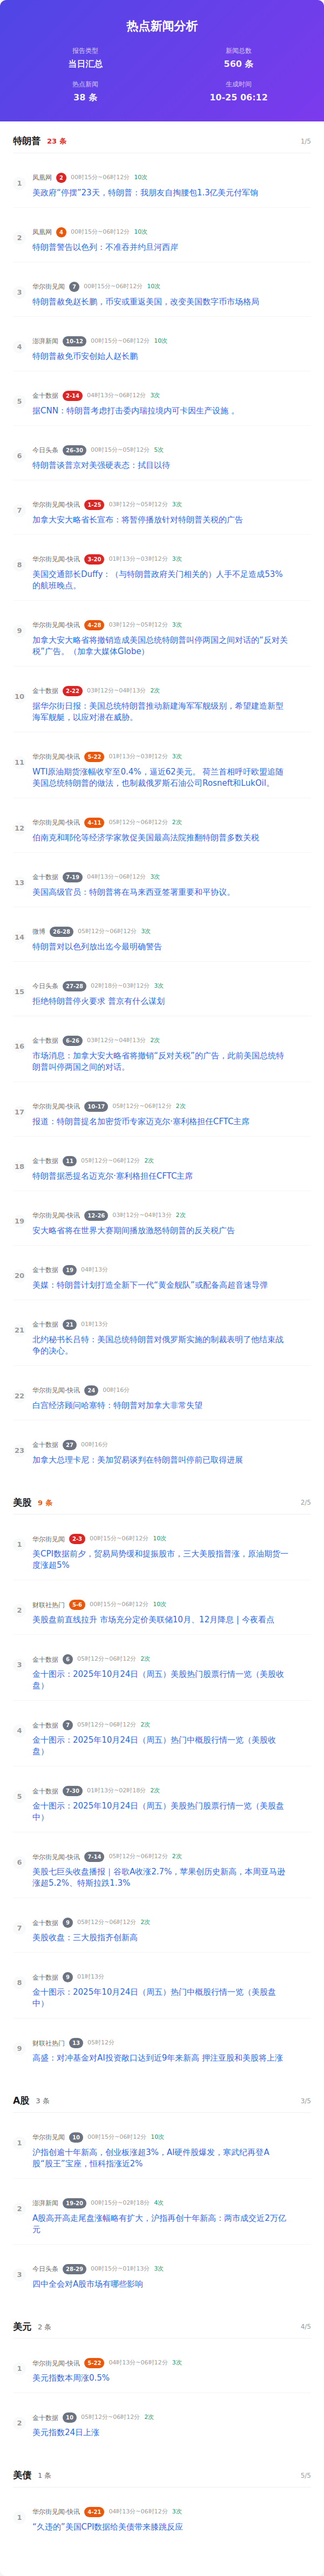 热点新闻分析
报告类型
新闻总数
当日汇总
560 条
热点新闻
生成时间
38 条
10-25 06:12
特朗普 23 条 1/5
1
凤凰网 2 00时15分~06时12分 10次
美政府“停摆”23天，特朗普：我朋友自掏腰包1.3亿美元付军饷
2
凤凰网 4 00时15分~06时12分 10次
特朗普警告以色列：不准吞并约旦河西岸
3
华尔街见闻 7 00时15分~06时12分 10次
特朗普赦免赵长鹏，币安或重返美国，改变美国数字货币市场格局
4
澎湃新闻 10-12 00时15分~06时12分 10次
特朗普赦免币安创始人赵长鹏
5
金十数据 2-14 04时13分~06时12分 3次
据CNN：特朗普考虑打击委内瑞拉境内可卡因生产设施 。
6
今日头条 26-30 00时15分~05时12分 5次
特朗普谈普京对美强硬表态：拭目以待
7
华尔街见闻-快讯 1-25 03时12分~05时12分 3次
加拿大安大略省长宣布：将暂停播放针对特朗普关税的广告
8
华尔街见闻-快讯 3-20 01时13分~03时12分 3次
美国交通部长Duffy：（与特朗普政府关门相关的）人手不足造成53%
的航班晚点。
9
华尔街见闻-快讯 4-28 03时12分~05时12分 3次
加拿大安大略省将撤销造成美国总统特朗普叫停两国之间对话的“反对关
税”广告。（加拿大媒体Globe）
10
金十数据 2-22 03时12分~04时13分 2次
据华尔街日报：美国总统特朗普推动新建海军军舰级别，希望建造新型
海军舰艇，以应对潜在威胁。
11
华尔街见闻-快讯 5-22 01时13分~03时12分 3次
WTI原油期货涨幅收窄至0.4%，逼近62美元。 荷兰首相呼吁欧盟追随
美国总统特朗普的做法，也制裁俄罗斯石油公司Rosneft和LukOil。
12
华尔街见闻-快讯 4-11 05时12分~06时12分 2次
伯南克和耶伦等经济学家敦促美国最高法院推翻特朗普多数关税
13
金十数据 7-19 04时13分~06时12分 3次
美国高级官员：特朗普将在马来西亚签署重要和平协议。
14
微博 26-28 05时12分~06时12分 3次
特朗普对以色列放出迄今最明确警告
15
今日头条 27-28 02时18分~03时12分 3次
拒绝特朗普停火要求 普京有什么谋划
16
金十数据 6-26 03时12分~04时13分 2次
市场消息：加拿大安大略省将撤销“反对关税”的广告，此前美国总统特
朗普叫停两国之间的对话。
17
华尔街见闻-快讯 10-17 05时12分~06时12分 2次
报道：特朗普提名加密货币专家迈克尔·塞利格担任CFTC主席
18
金十数据 11 05时12分~06时12分 2次
特朗普据悉提名迈克尔·塞利格担任CFTC主席
19
华尔街见闻-快讯 12-26 03时12分~04时13分 2次
安大略省将在世界大赛期间播放激怒特朗普的反关税广告
20
金十数据 19 04时13分
美媒：特朗普计划打造全新下一代“黄金舰队”或配备高超音速导弹
21
金十数据 21 01时13分
北约秘书长吕特：美国总统特朗普对俄罗斯实施的制裁表明了他结束战
争的决心。
22
华尔街见闻-快讯 24 00时16分
白宫经济顾问哈塞特：特朗普对加拿大非常失望
23
金十数据 27 00时16分
加拿大总理卡尼：美加贸易谈判在特朗普叫停前已取得进展
美股 9 条 2/5
1
华尔街见闻 2-3 00时15分~06时12分 10次
美CPI数据前夕，贸易局势缓和提振股市，三大美股指普涨，原油期货一
度涨超5%
2
财联社热门 5-6 00时15分~06时12分 10次
美股盘前直线拉升 市场充分定价美联储10月、12月降息 | 今夜看点
3
金十数据 6 05时12分~06时12分 2次
金十图示：2025年10月24日（周五）美股热门股票行情一览（美股收
盘）
4
金十数据 7 05时12分~06时12分 2次
金十图示：2025年10月24日（周五）热门中概股行情一览（美股收
盘）
5
金十数据 7-30 01时13分~02时18分 2次
金十图示：2025年10月24日（周五）美股热门股票行情一览（美股盘
中）
6
华尔街见闻-快讯 7-14 05时12分~06时12分 2次
美股七巨头收盘播报｜谷歌A收涨2.7%，苹果创历史新高，本周亚马逊
涨超5.2%、特斯拉跌1.3%
7
金十数据 9 05时12分~06时12分 2次
美股收盘：三大股指齐创新高
8
金十数据 9 01时13分
金十图示：2025年10月24日（周五）热门中概股行情一览（美股盘
中）
9
财联社热门 13 05时12分
高盛：对冲基金对AI投资敞口达到近9年来新高 押注亚股和美股将上涨
A股 3 条 3/5
1
华尔街见闻 10 00时15分~06时12分 10次
沪指创逾十年新高，创业板涨超3%，AI硬件股爆发，寒武纪再登A
股“股王”宝座，恒科指涨近2%
2
澎湃新闻 19-20 00时15分~02时18分 4次
A股高开高走尾盘涨幅略有扩大，沪指再创十年新高：两市成交近2万亿
元
3
今日头条 28-29 00时15分~01时13分 3次
四中全会对A股市场有哪些影响
美元 2 条 4/5
1
华尔街见闻-快讯 5-22 04时13分~06时12分 3次
美元指数本周涨0.5%
2
金十数据 10 05时12分~06时12分 2次
美元指数24日上涨
美债 1 条 5/5
1
华尔街见闻-快讯 4-21 04时13分~06时12分 3次
“久违的”美国CPI数据给美债带来膝跳反应